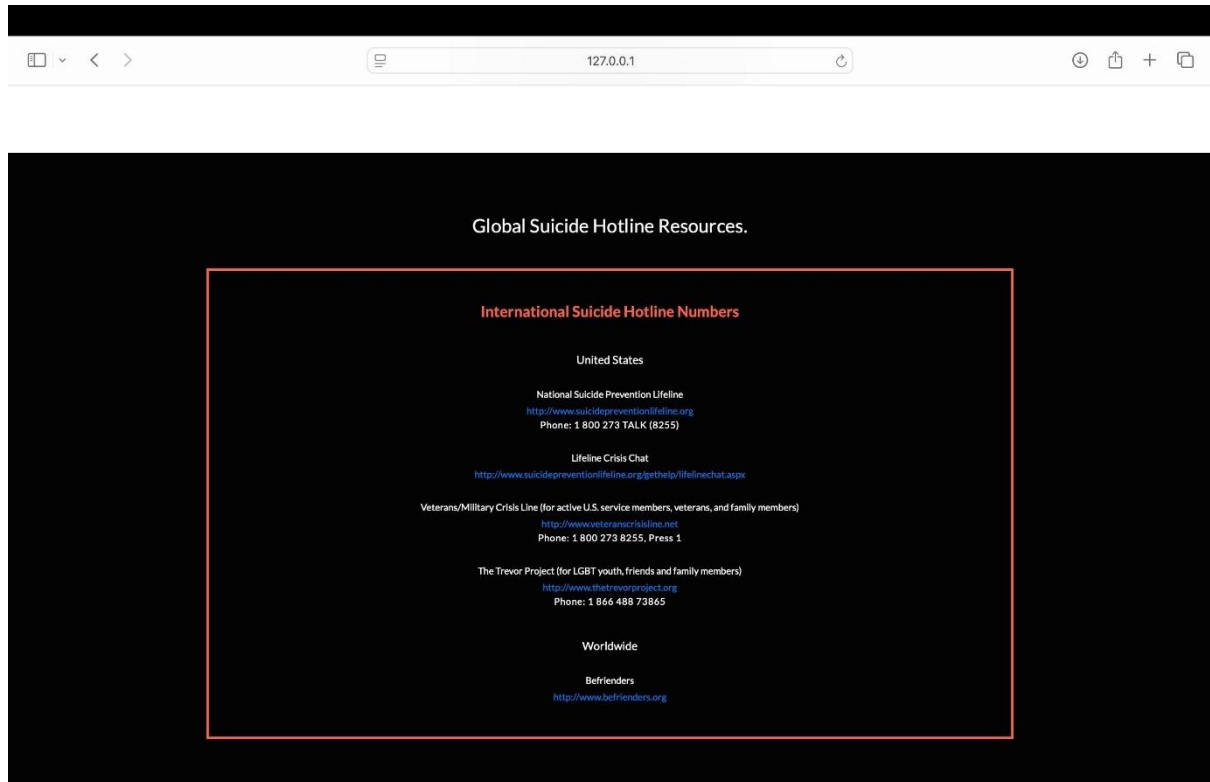 127.0.0.1
Global Suicide Hotline Resources.
International Suicide Hotline Numbers
United States
National Suicide Prevention Lifeline
http://www.suicidepreventionlifeline.org
Phone: 1 800 273 TALK (8255)
Lifeline Crisis Chat
http://www.suicidepreventionlifeline.org/gethelp/lifelinechat.aspx
Veterans/Military Crisis Line (for active U.S. service members, veterans, and family members)
http://www.veteranscrisisline.net
Phone: 1 800 273 8255, Press 1
The Trevor Project (for LGBT youth, friends and family members)
http://www.thetrevorproject.org
Phone: 1 866 488 73865
Worldwide
Befrienders
http://www.befrienders.org